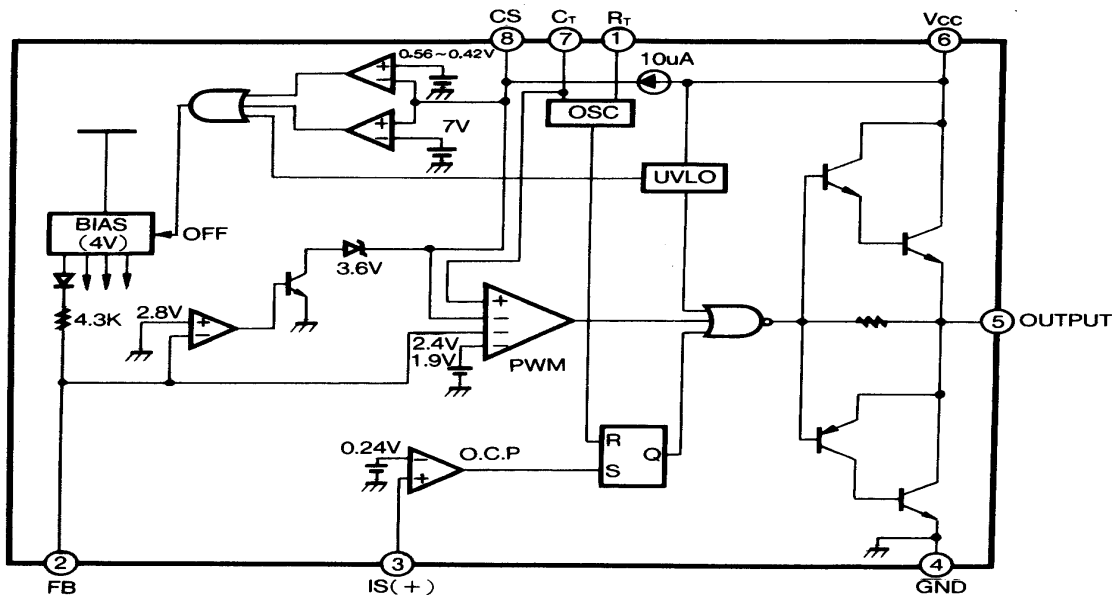 CS CT RT VCC
8 7 1 6
0.56~0.42V 10uA
+
−
OSC
+
−
7V
UVLO
BIAS
(4V)
OFF
3.6V
4.3K
2.8V
+
−
+
−
−
−
2.4V
1.9V
PWM
5 OUTPUT
0.24V
−
+
O.C.P
R
S
Q
2 3 4
FB IS(+) GND